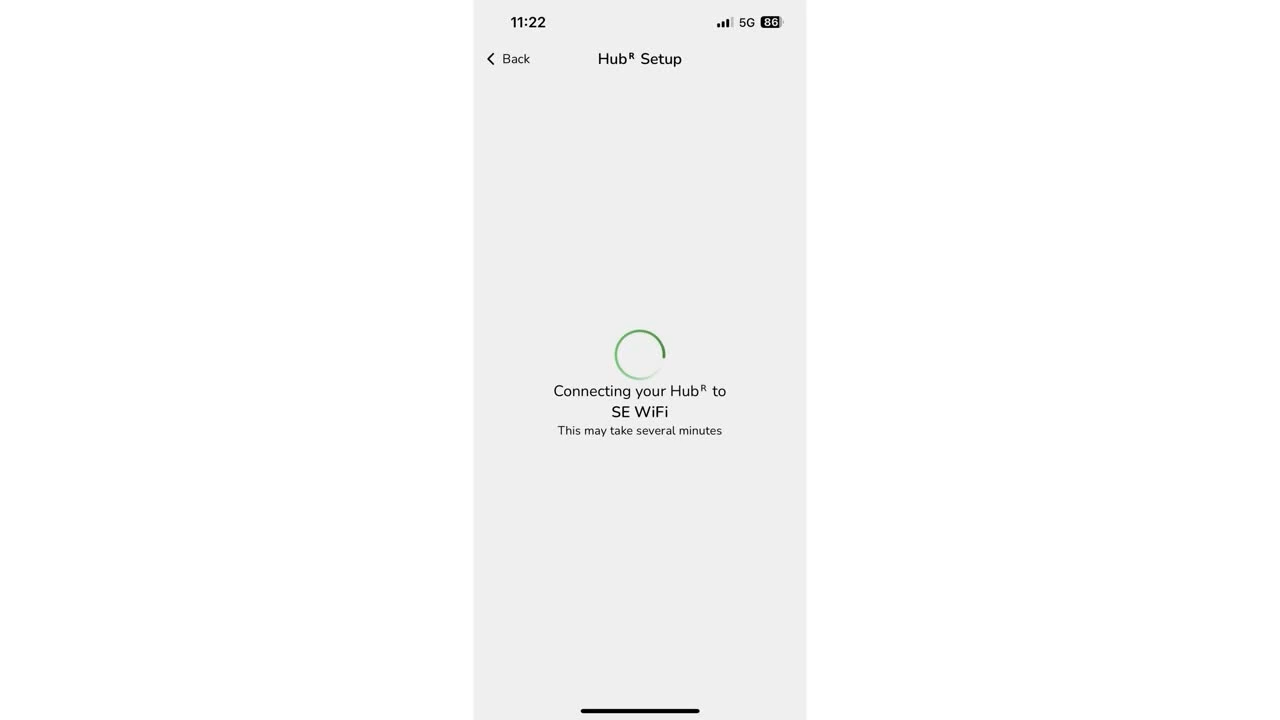 11:22 5G 86
Back Hubᴿ Setup
Connecting your Hubᴿ to
SE WiFi
This may take several minutes